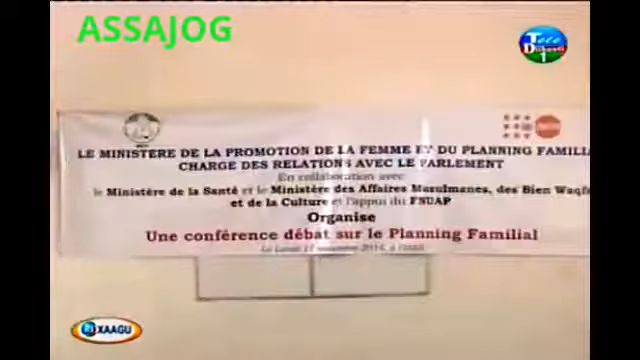 ASSAJOG
Tele
Djibouti
1
LE MINISTERE DE LA PROMOTION DE LA FEMME ET DU PLANNING FAMILIA
CHARGE DES RELATIONS AVEC LE PARLEMENT
En collaboration avec
le Ministère de la Santé et le Ministère des Affaires Musulmanes, des Bien Waqfs
et de la Culture et l'appui du FNUAP
Organise
Une conférence débat sur le Planning Familial
XAAGU